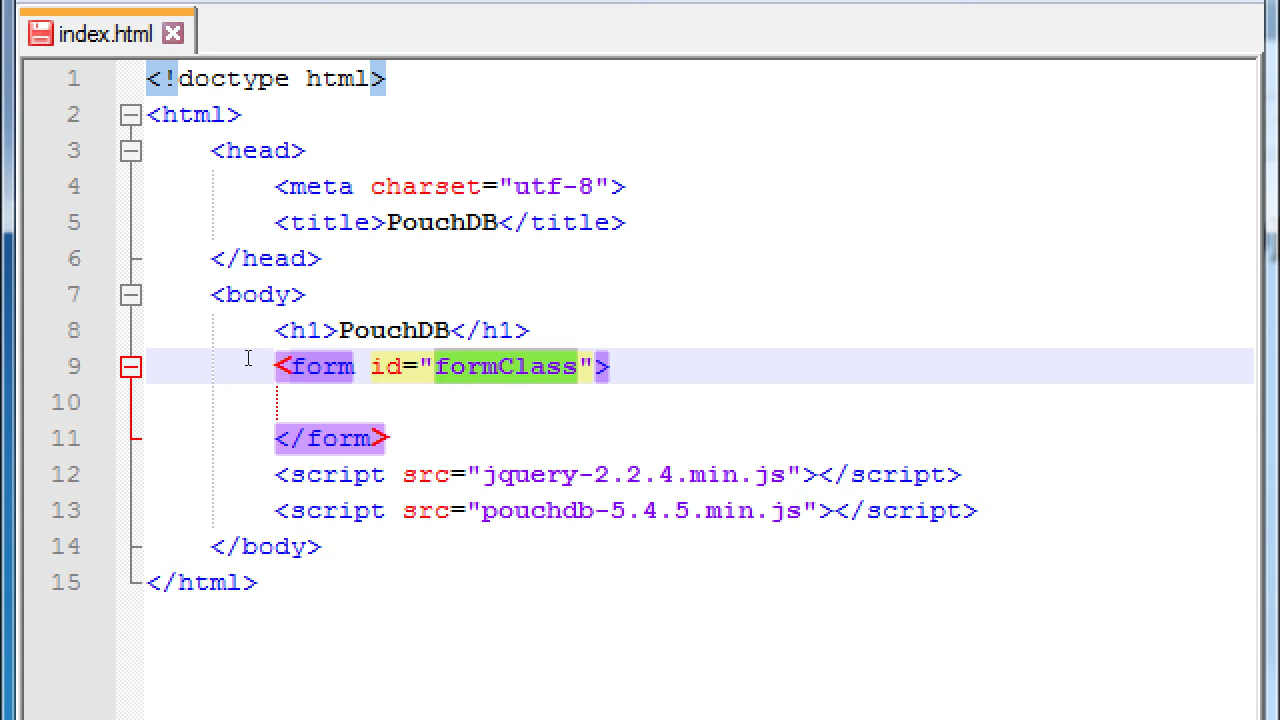 index.html
1 <!doctype html>
2 <html>
3 <head>
4 <meta charset="utf-8">
5 <title>PouchDB</title>
6 </head>
7 <body>
8 <h1>PouchDB</h1>
9 <form id="formClass">
10
11 </form>
12 <script src="jquery-2.2.4.min.js"></script>
13 <script src="pouchdb-5.4.5.min.js"></script>
14 </body>
15 </html>